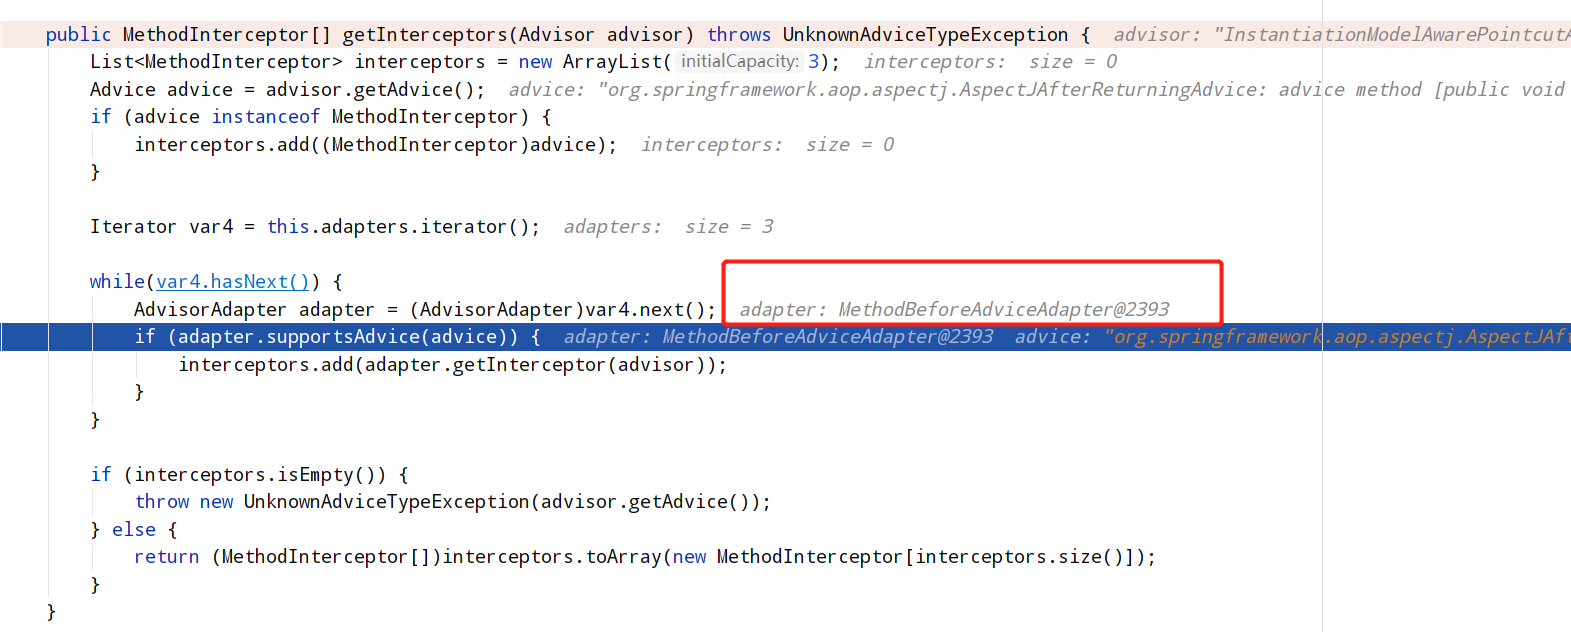 public MethodInterceptor[] getInterceptors(Advisor advisor) throws UnknownAdviceTypeException {  advisor: "InstantiationModelAwarePointcutA
List<MethodInterceptor> interceptors = new ArrayList( initialCapacity: 3);  interceptors:  size = 0
Advice advice = advisor.getAdvice();  advice: "org.springframework.aop.aspectj.AspectJAfterReturningAdvice: advice method [public void
if (advice instanceof MethodInterceptor) {
interceptors.add((MethodInterceptor)advice);  interceptors:  size = 0
}
Iterator var4 = this.adapters.iterator();  adapters:  size = 3
while(var4.hasNext()) {
AdvisorAdapter adapter = (AdvisorAdapter)var4.next();  adapter: MethodBeforeAdviceAdapter@2393
if (adapter.supportsAdvice(advice)) {  adapter: MethodBeforeAdviceAdapter@2393  advice: "org.springframework.aop.aspectj.AspectJAf
interceptors.add(adapter.getInterceptor(advisor));
}
}
if (interceptors.isEmpty()) {
throw new UnknownAdviceTypeException(advisor.getAdvice());
} else {
return (MethodInterceptor[])interceptors.toArray(new MethodInterceptor[interceptors.size()]);
}
}